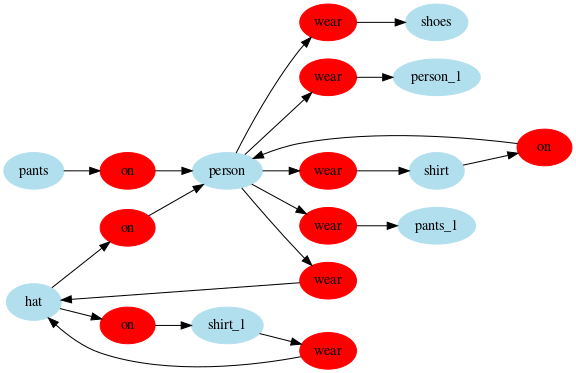 wear
shoes
wear
person_1
on
pants
on
person
wear
shirt
on
wear
pants_1
wear
hat
on
shirt_1
wear